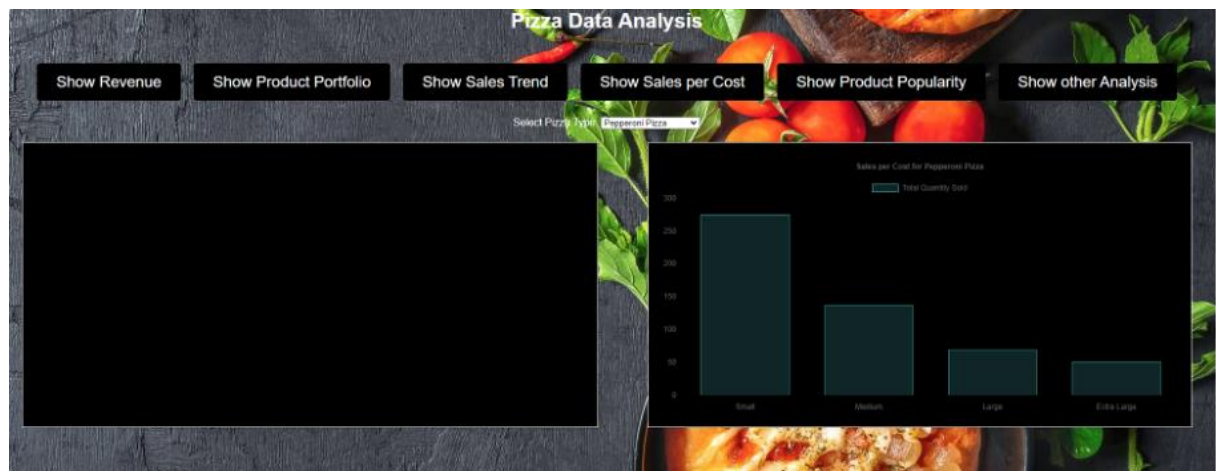 Pizza Data Analysis
Show Revenue Show Product Portfolio Show Sales Trend Show Sales per Cost Show Product Popularity Show other Analysis
Select Pizza Type: Pepperoni Pizza
Sales per Cost for Pepperoni Pizza
Total Quantity Sold
300
250
200
150
100
50
0
Small Medium Large Extra Large